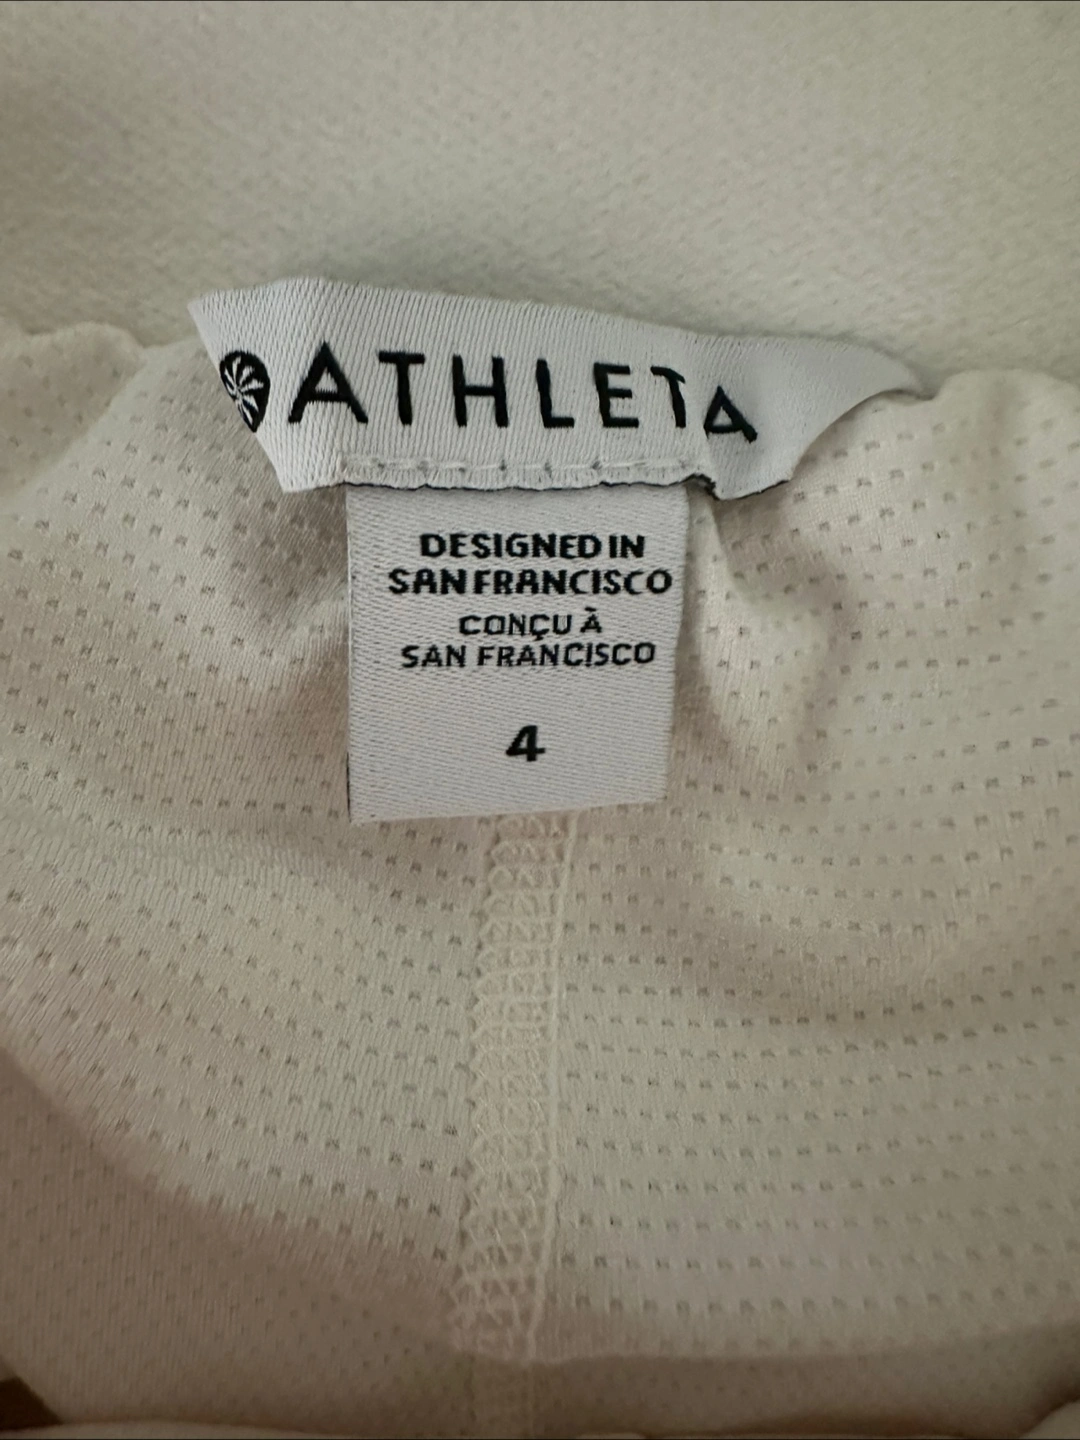 ATHLETA
DESIGNED IN
SAN FRANCISCO
CONÇU À
SAN FRANCISCO
4